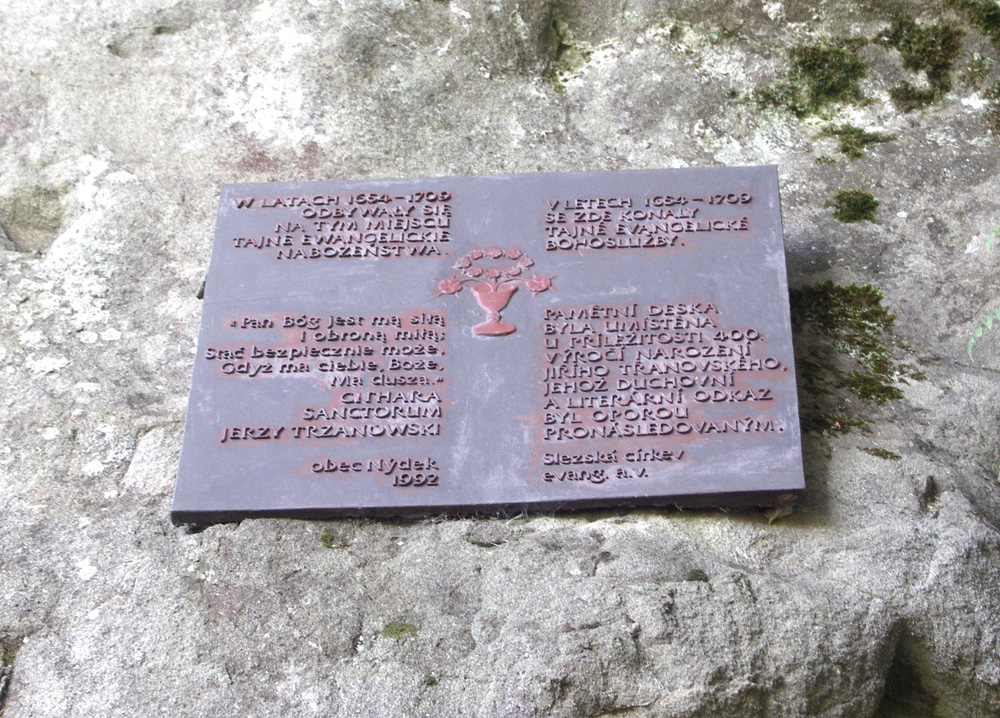 W LATACH 1654-1709
ODBYWAŁY SIĘ
NA TYM MIEJSCU
TAJNE EWANGELICKIE
NABOŻEŃSTWA.
«Pan Bóg jest mą siłą
i obroną miłą;
Stać bezpiecznie może,
Gdyż ma ciebie, Boże,
Ma dusza.»
CITHARA
SANCTORUM
JERZY TRZANOWSKI
obec Nýdek
1992
V LETECH 1654-1709
SE ZDE KONALY
TAJNÉ EVANGELICKÉ
BOHOSLUŽBY.
PAMĚTNÍ DESKA
BYLA UMÍSTĚNA
U PŘÍLEŽITOSTI 400.
VÝROČÍ NAROZENÍ
JIŘÍHO TŘANOVSKÉHO,
JEHOŽ DUCHOVNÍ
A LITERÁRNÍ ODKAZ
BYL OPOROU
PRONÁSLEDOVANÝM.
Slezská církev
evang. a.v.